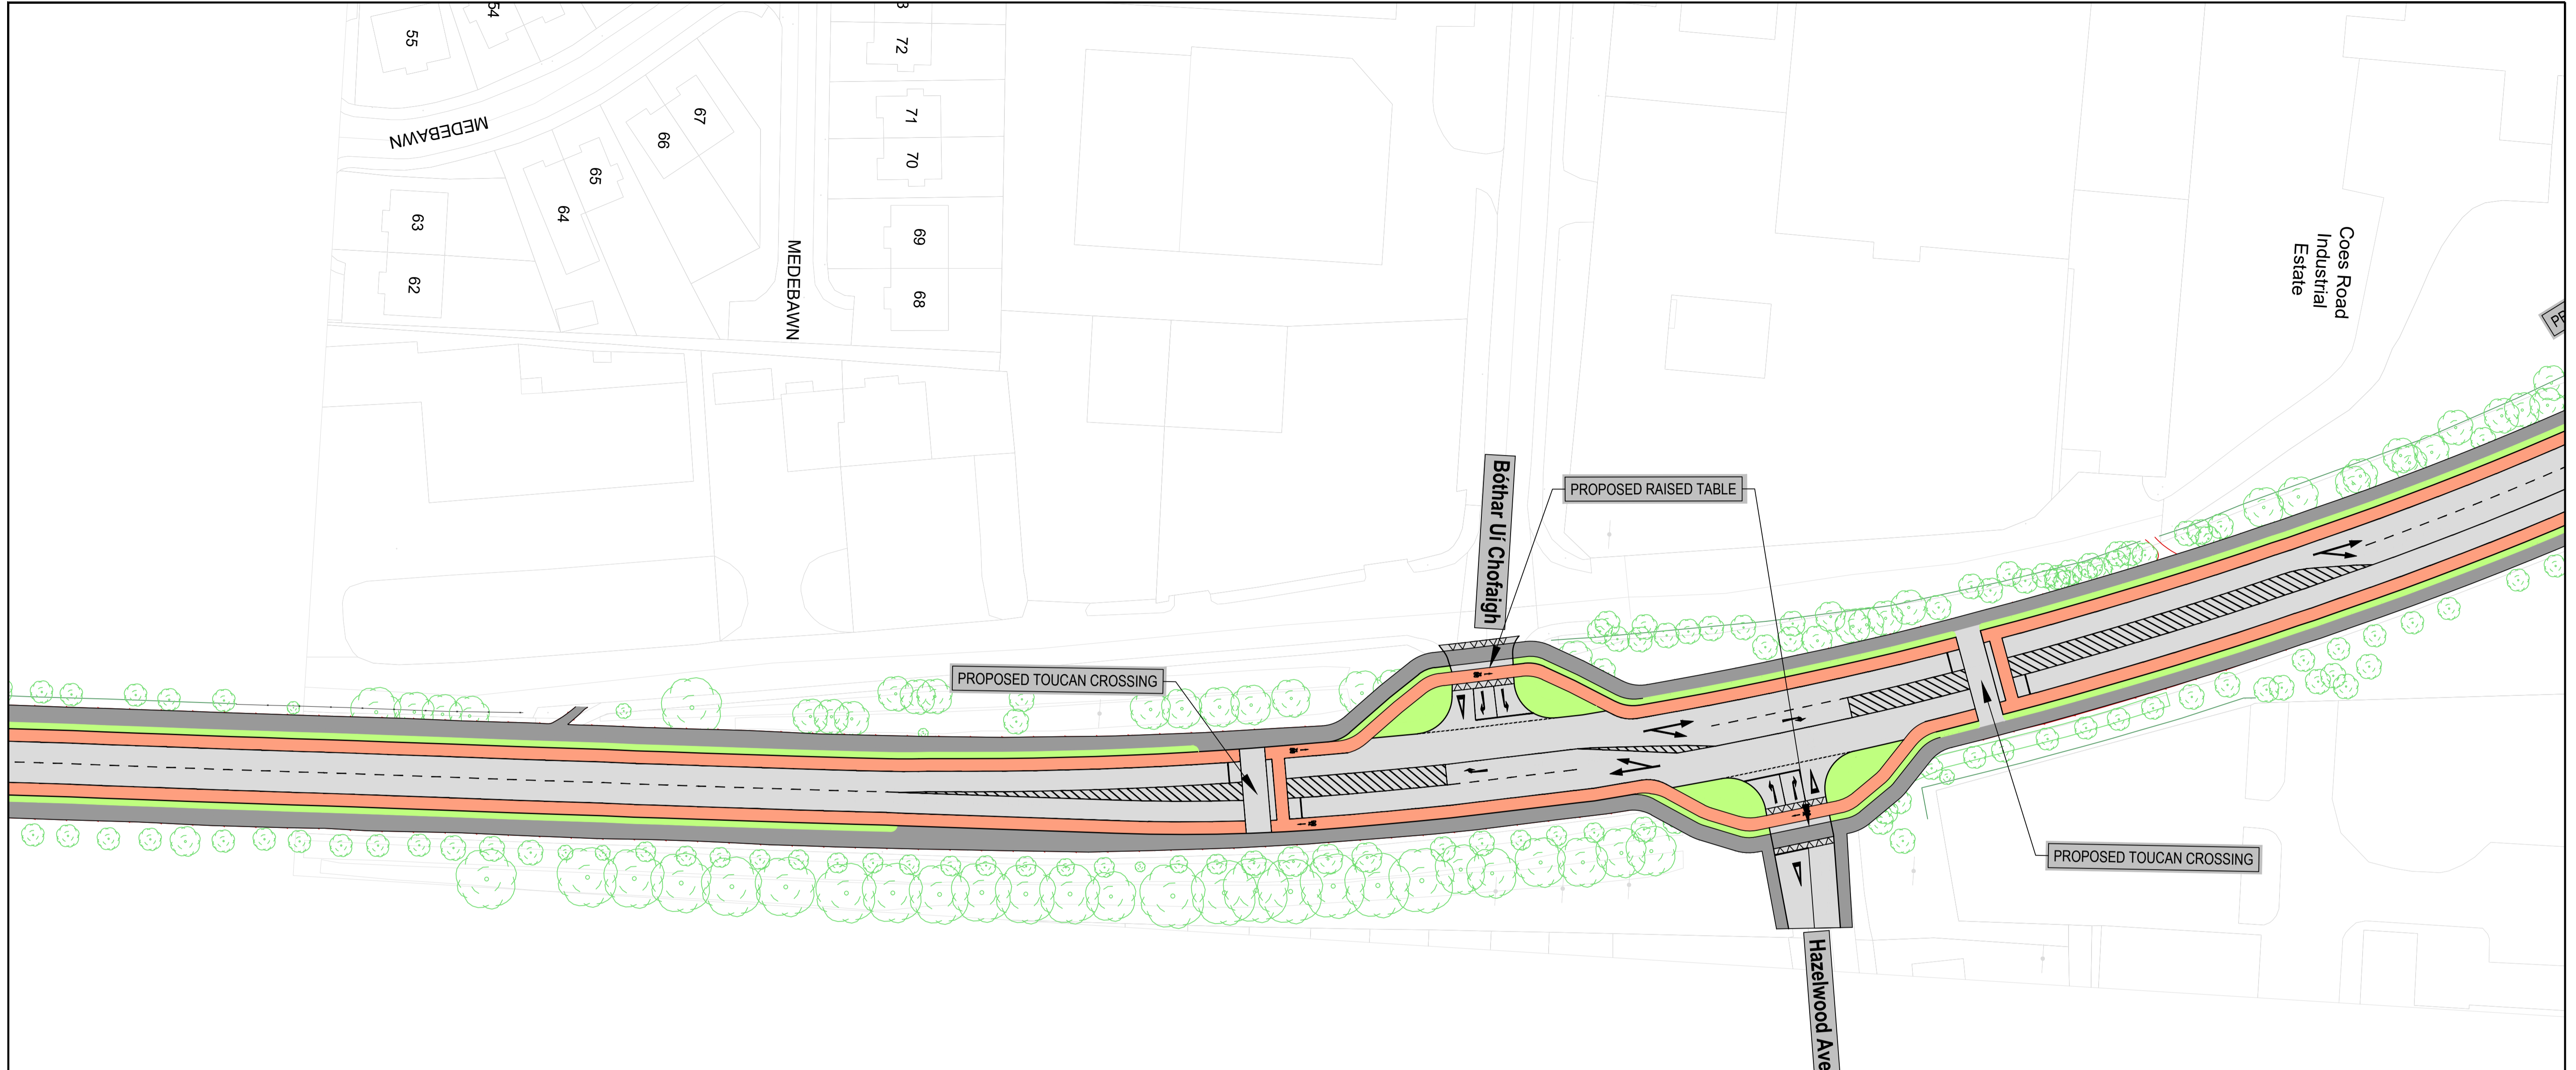 54
55
MEDEBAWN
63
62
65
64
67
66
MEDEBAWN
72
71
70
69
68
Coes Road
Industrial
Estate
Bóthar Uí Chofaigh
PROPOSED RAISED TABLE
PROPOSED TOUCAN CROSSING
PROPOSED TOUCAN CROSSING
Hazelwood Ave